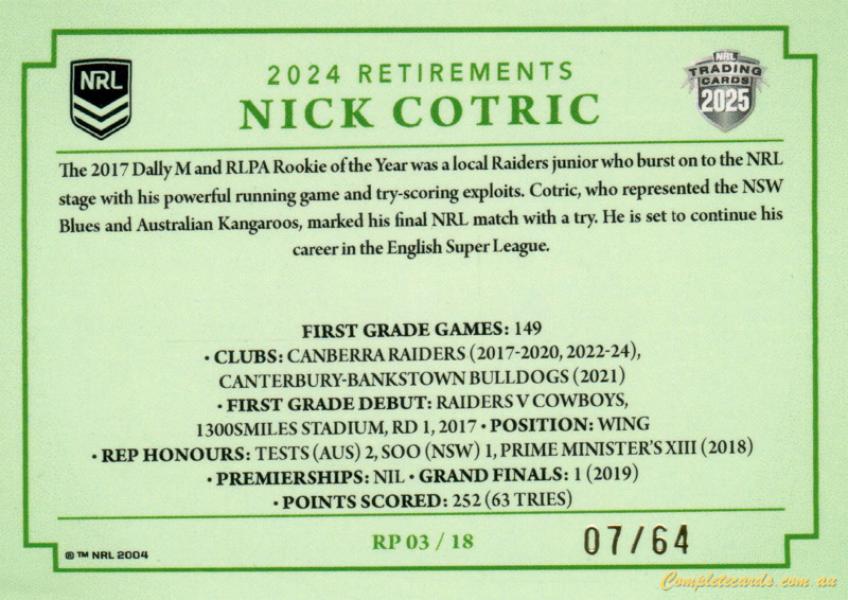 NRL
2024 RETIREMENTS
NICK COTRIC
NRL
TRADING
CARDS
2025
The 2017 Dally M and RLPA Rookie of the Year was a local Raiders junior who burst on to the NRL
stage with his powerful running game and try-scoring exploits. Cotric, who represented the NSW
Blues and Australian Kangaroos, marked his final NRL match with a try. He is set to continue his
career in the English Super League.
FIRST GRADE GAMES: 149
• CLUBS: CANBERRA RAIDERS (2017-2020, 2022-24),
CANTERBURY-BANKSTOWN BULLDOGS (2021)
• FIRST GRADE DEBUT: RAIDERS V COWBOYS,
1300SMILES STADIUM, RD 1, 2017 • POSITION: WING
• REP HONOURS: TESTS (AUS) 2, SOO (NSW) 1, PRIME MINISTER'S XIII (2018)
• PREMIERSHIPS: NIL • GRAND FINALS: 1 (2019)
• POINTS SCORED: 252 (63 TRIES)
® ™ NRL 2004
RP 03 / 18
07/64
Completecards.com.au